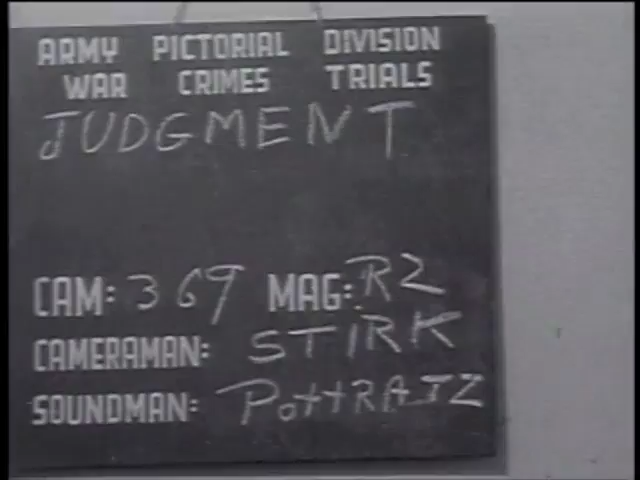 ARMY PICTORIAL DIVISION
WAR CRIMES TRIALS
JUDGMENT
CAM: 369 MAG: R2
CAMERAMAN: STIRK
SOUNDMAN: POTTRATZ